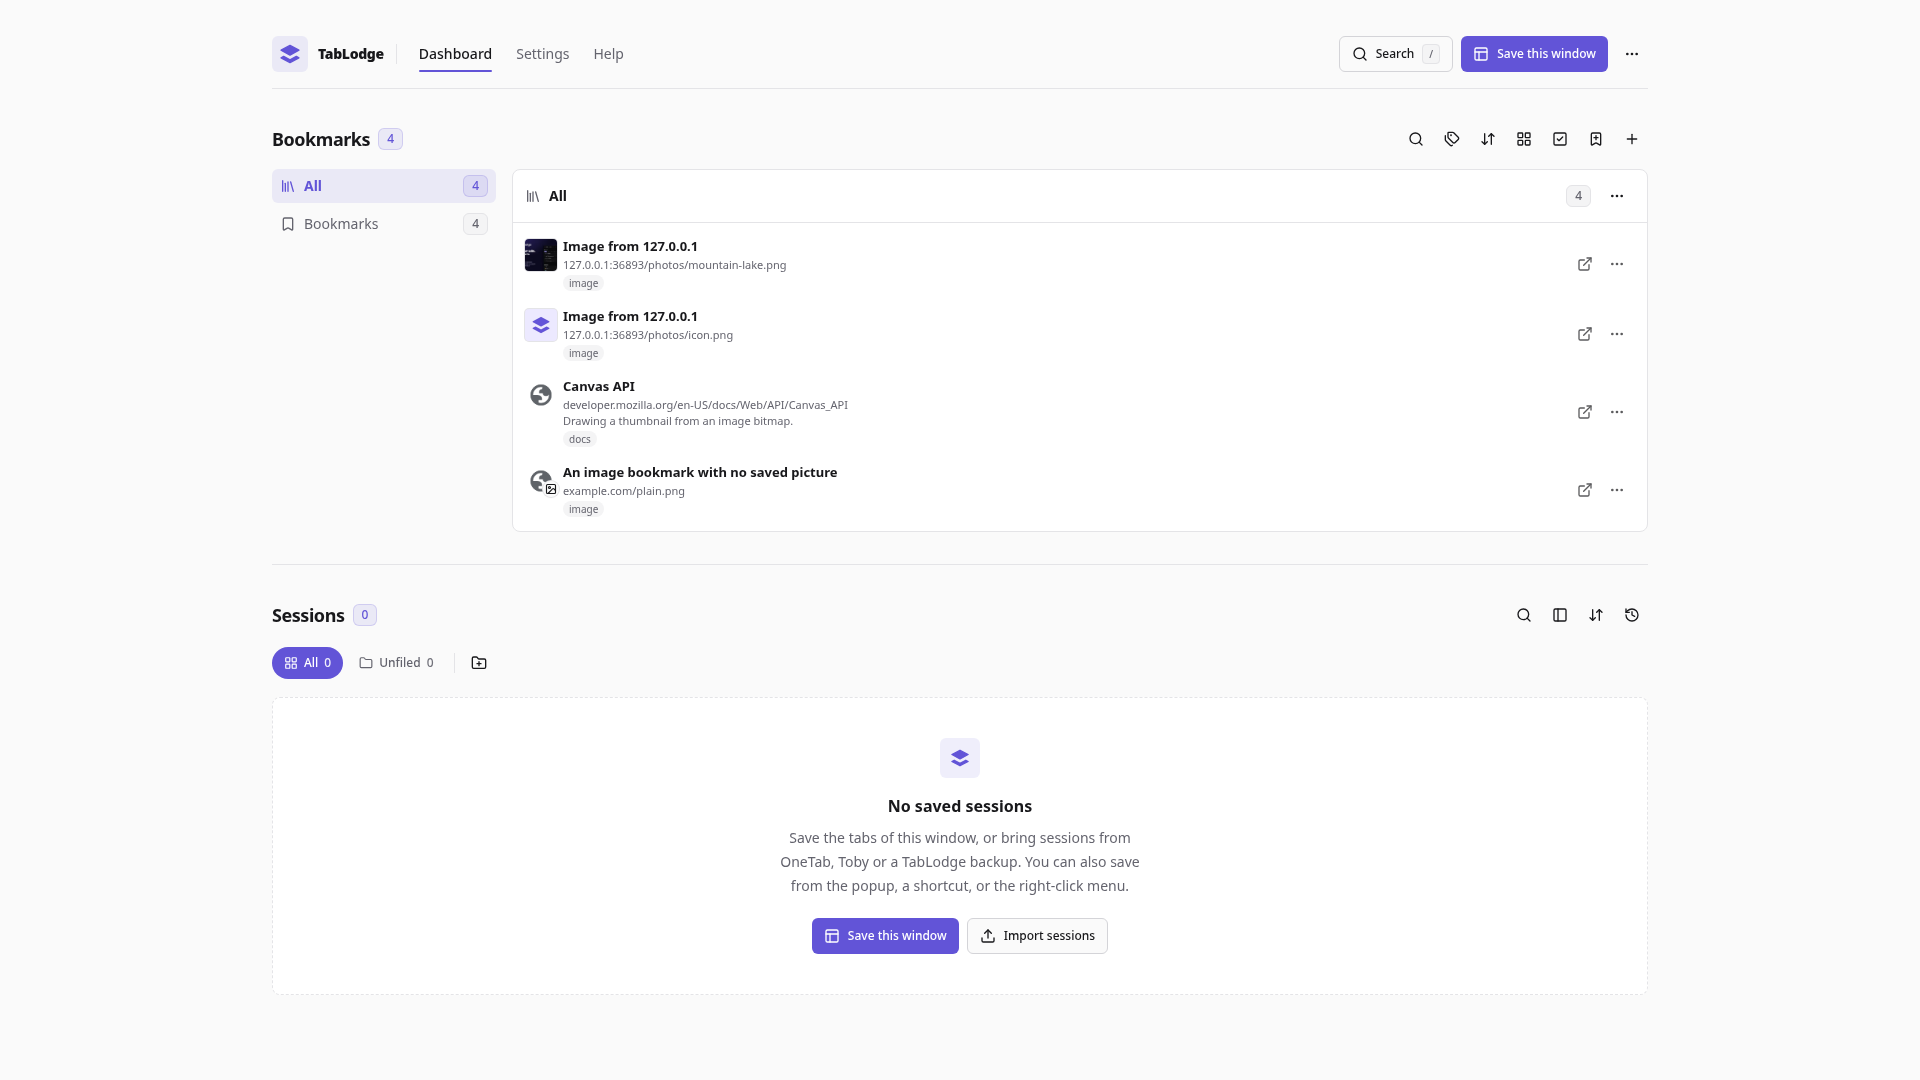 TabLodge
Dashboard
Settings
Help
Search /
Save this window
Bookmarks 4
All 4
Bookmarks 4
All 4
Image from 127.0.0.1
127.0.0.1:36893/photos/mountain-lake.png
image
Image from 127.0.0.1
127.0.0.1:36893/photos/icon.png
image
Canvas API
developer.mozilla.org/en-US/docs/Web/API/Canvas_API
Drawing a thumbnail from an image bitmap.
docs
An image bookmark with no saved picture
example.com/plain.png
image
Sessions 0
All 0
Unfiled 0
No saved sessions
Save the tabs of this window, or bring sessions from
OneTab, Toby or a TabLodge backup. You can also save
from the popup, a shortcut, or the right-click menu.
Save this window
Import sessions